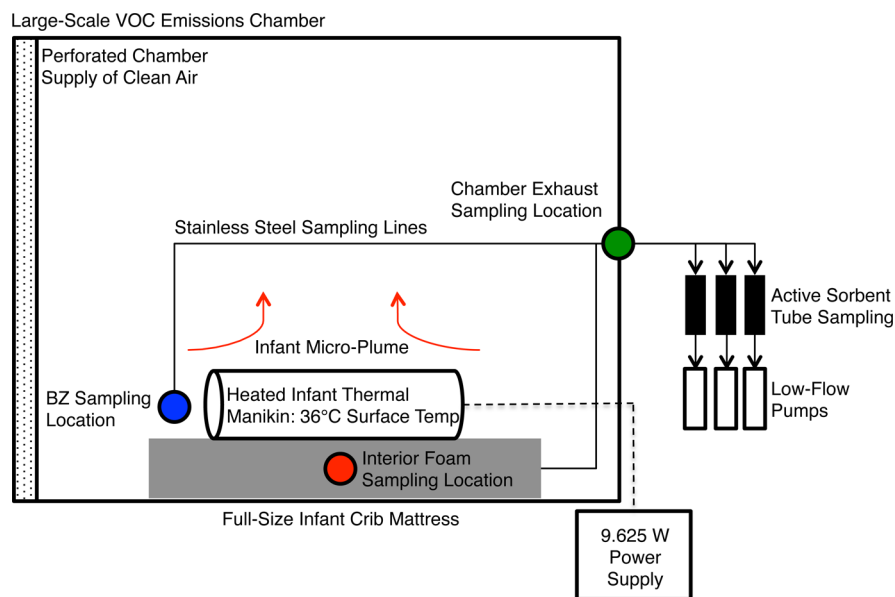 Large-Scale VOC Emissions Chamber
Perforated Chamber
Supply of Clean Air
Chamber Exhaust
Sampling Location
Stainless Steel Sampling Lines
Active Sorbent
Tube Sampling
Infant Micro-Plume
BZ Sampling
Location
Heated Infant Thermal
Manikin: 36°C Surface Temp
Low-Flow
Pumps
Interior Foam
Sampling Location
Full-Size Infant Crib Mattress
9.625 W
Power
Supply